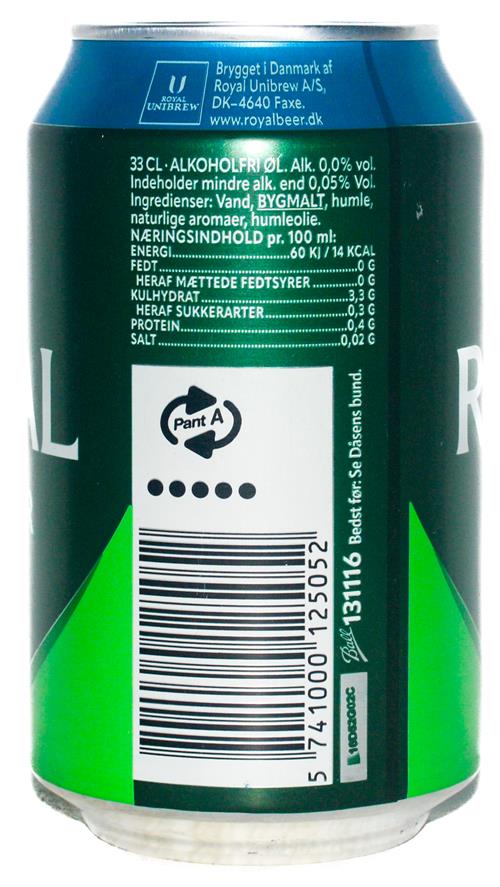 U
ROYAL
UNIBREW
Brygget i Danmark af
Royal Unibrew A/S,
DK-4640 Faxe.
www.royalbeer.dk
33 CL · ALKOHOLFRI ØL. Alk. 0,0% vol.
Indeholder mindre alk. end 0,05% Vol.
Ingredienser: Vand, BYGMALT, humle,
naturlige aromaer, humleolie.
NÆRINGSINDHOLD pr. 100 ml:
ENERGI............60 KJ / 14 KCAL
FEDT............0 G
HERAF MÆTTEDE FEDTSYRER............0 G
KULHYDRAT............3,3 G
HERAF SUKKERARTER............0,3 G
PROTEIN............0,4 G
SALT............0,02 G
Pant A
5 741000 125052
Ball 131116 Bedst før: Se Dåsens bund.
AL
R